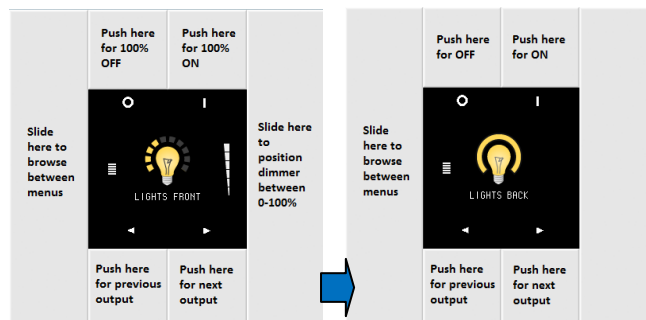 Push here
for 100%
OFF
Push here
for 100%
ON
Slide
here to
browse
between
menus
Slide here
to
position
dimmer
between
0-100%
LIGHTS FRONT
Push here
for previous
output
Push here
for next
output
Push here
for OFF
Push here
for ON
Slide
here to
browse
between
menus
LIGHTS BACK
Push here
for previous
output
Push here
for next
output